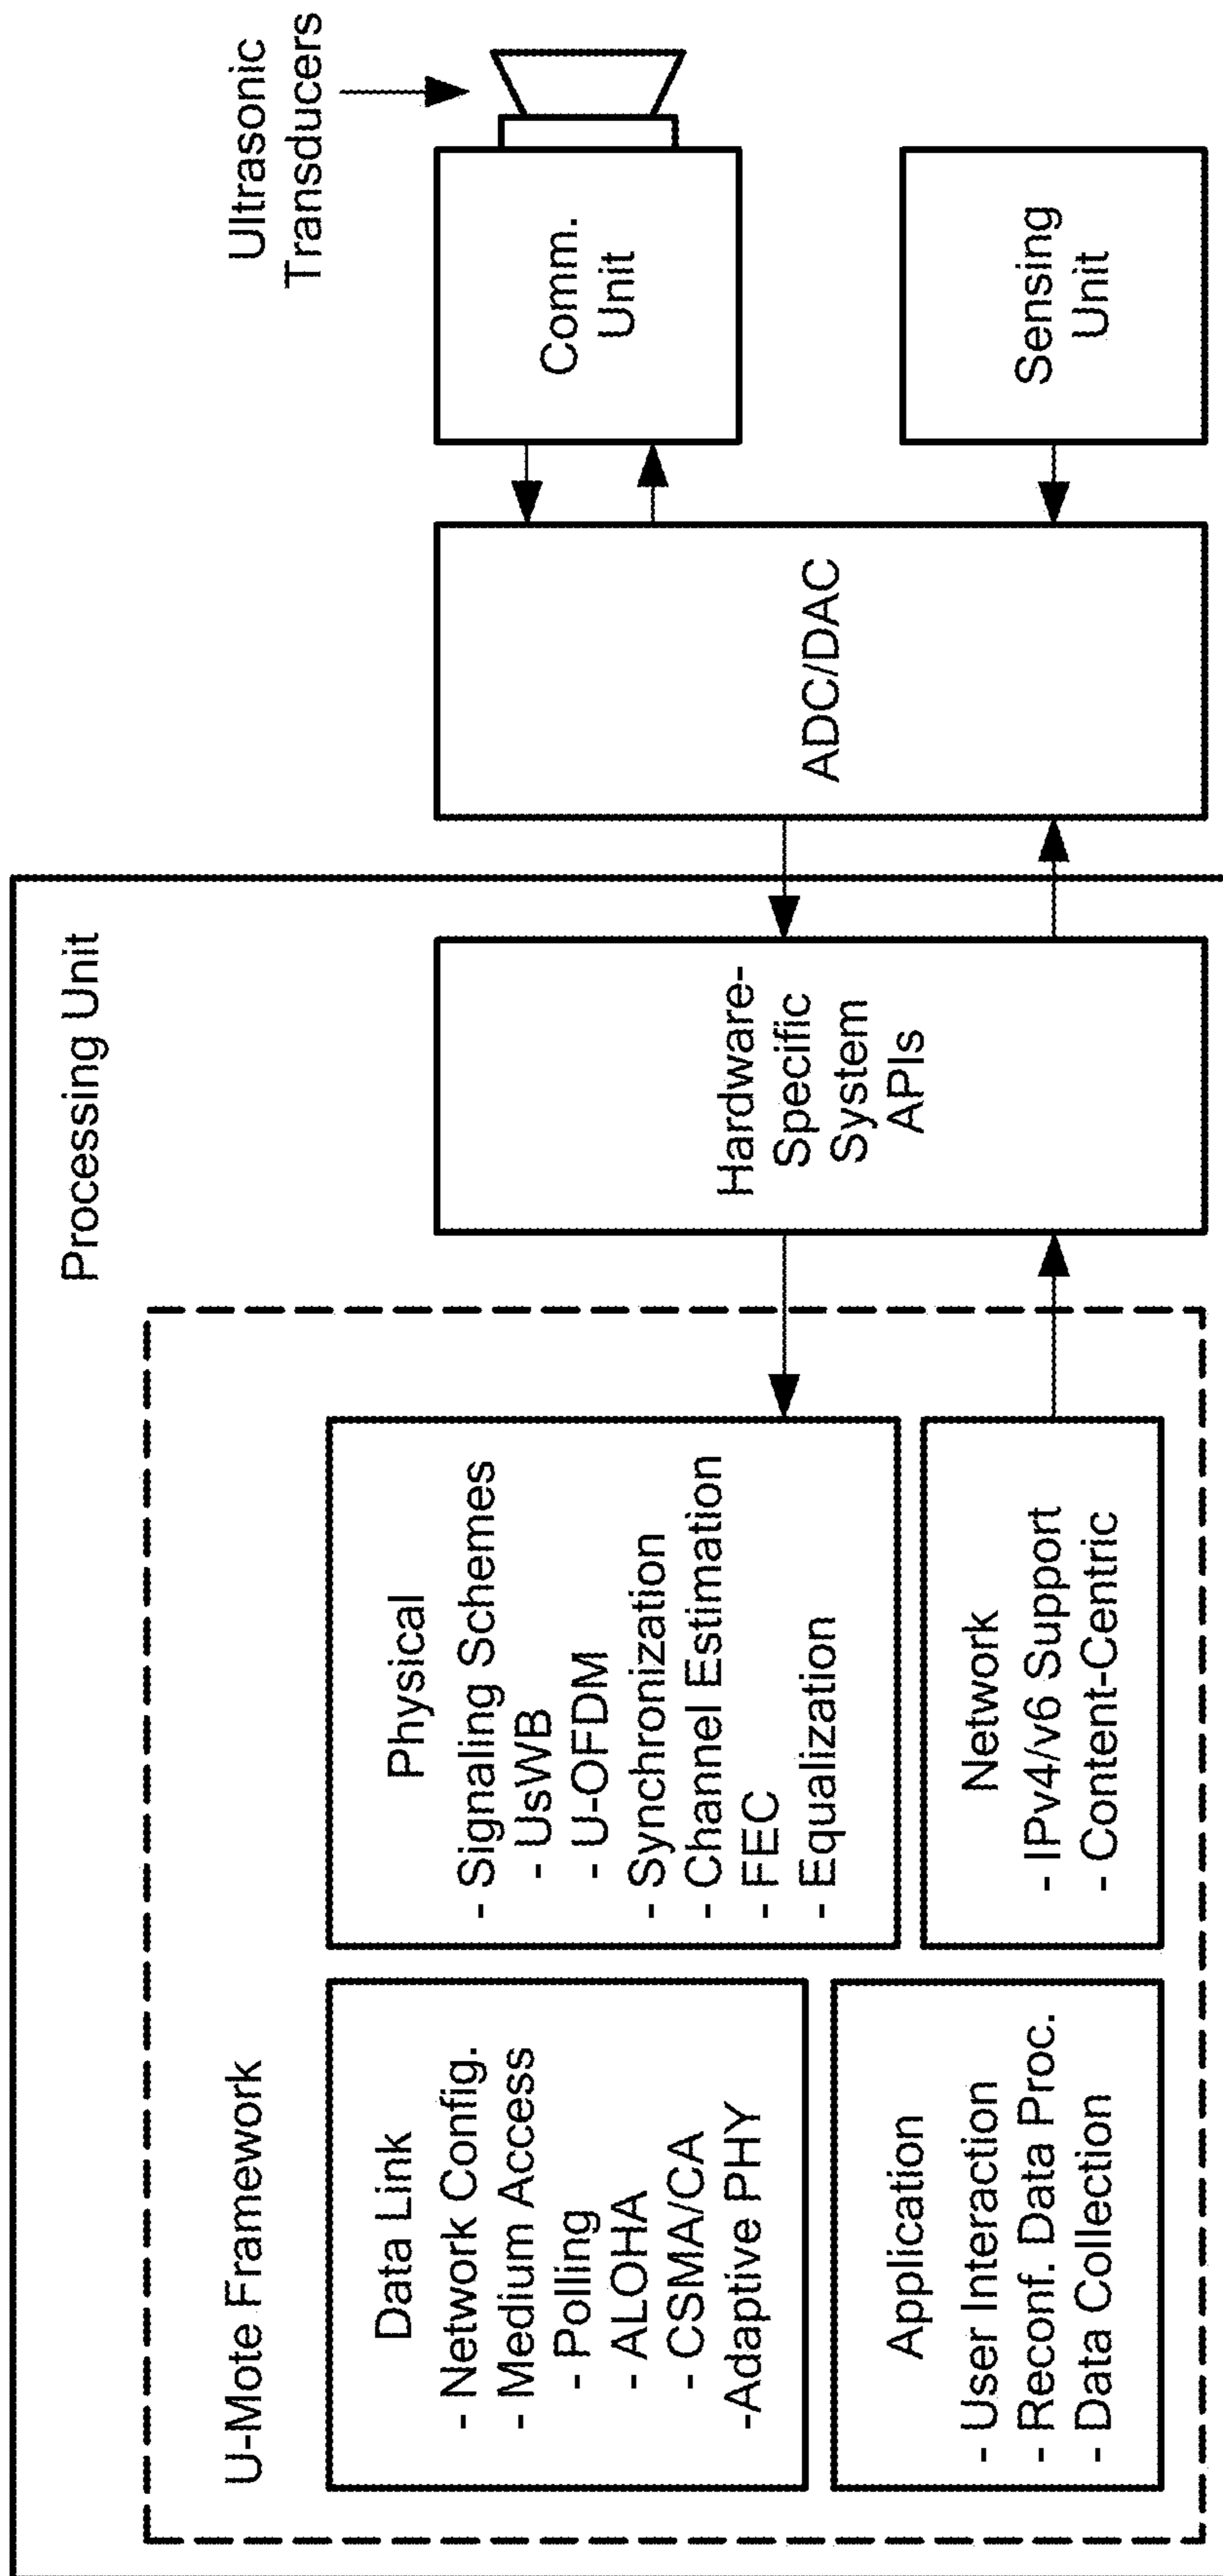 Processing Unit
U-Mote Framework
Data Link
- Network Config.
- Medium Access
- Polling
- ALOHA
- CSMA/CA
-Adaptive PHY
Physical
- Signaling Schemes
- UsWB
- U-OFDM
- Synchronization
- Channel Estimation
- FEC
- Equalization
Application
- User Interaction
- Reconf. Data Proc.
- Data Collection
Network
- IPv4/v6 Support
- Content-Centric
Hardware-
Specific
System
APIs
ADC/DAC
Ultrasonic
Transducers
Comm.
Unit
Sensing
Unit